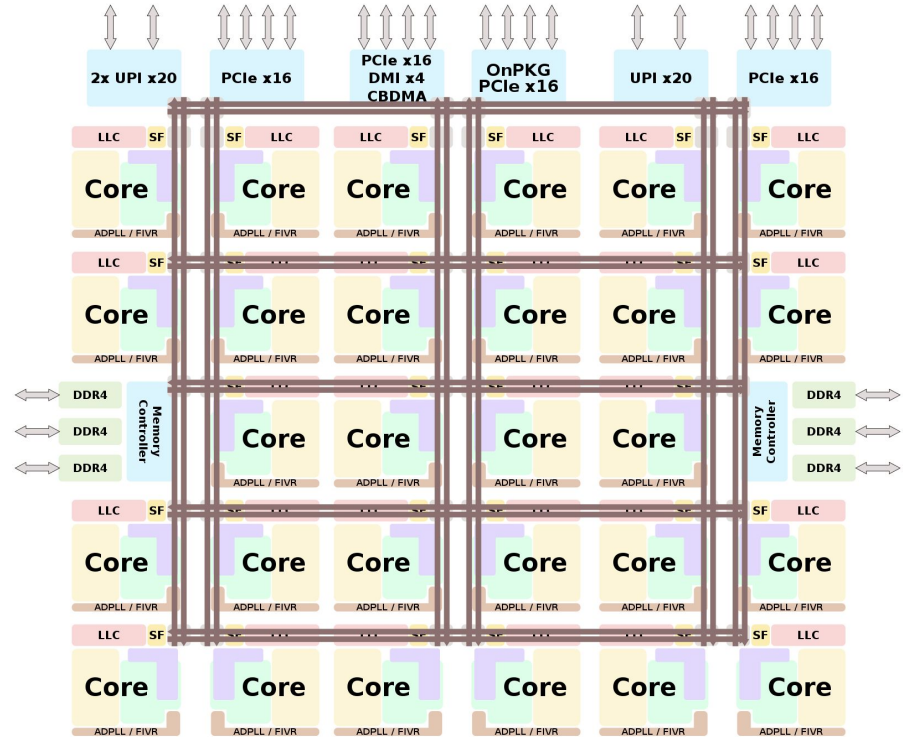 2x UPI x20
PCIe x16
PCIe x16
DMI x4
CBDMA
OnPKG
PCIe x16
UPI x20
PCIe x16
LLC SF SF LLC LLC SF SF LLC LLC SF SF LLC
Core Core Core Core Core Core
ADPLL / FIVR ADPLL / FIVR ADPLL / FIVR ADPLL / FIVR ADPLL / FIVR ADPLL / FIVR
LLC SF SF LLC
Core Core Core Core Core Core
ADPLL / FIVR ADPLL / FIVR ADPLL / FIVR ADPLL / FIVR ADPLL / FIVR ADPLL / FIVR
DDR4
DDR4
DDR4
Memory
Controller
Core Core Core Core
ADPLL / FIVR ADPLL / FIVR ADPLL / FIVR ADPLL / FIVR
Memory
Controller
DDR4
DDR4
DDR4
LLC SF SF LLC
Core Core Core Core Core Core
ADPLL / FIVR ADPLL / FIVR ADPLL / FIVR ADPLL / FIVR ADPLL / FIVR ADPLL / FIVR
LLC SF SF LLC
Core Core Core Core Core Core
ADPLL / FIVR ADPLL / FIVR ADPLL / FIVR ADPLL / FIVR ADPLL / FIVR ADPLL / FIVR